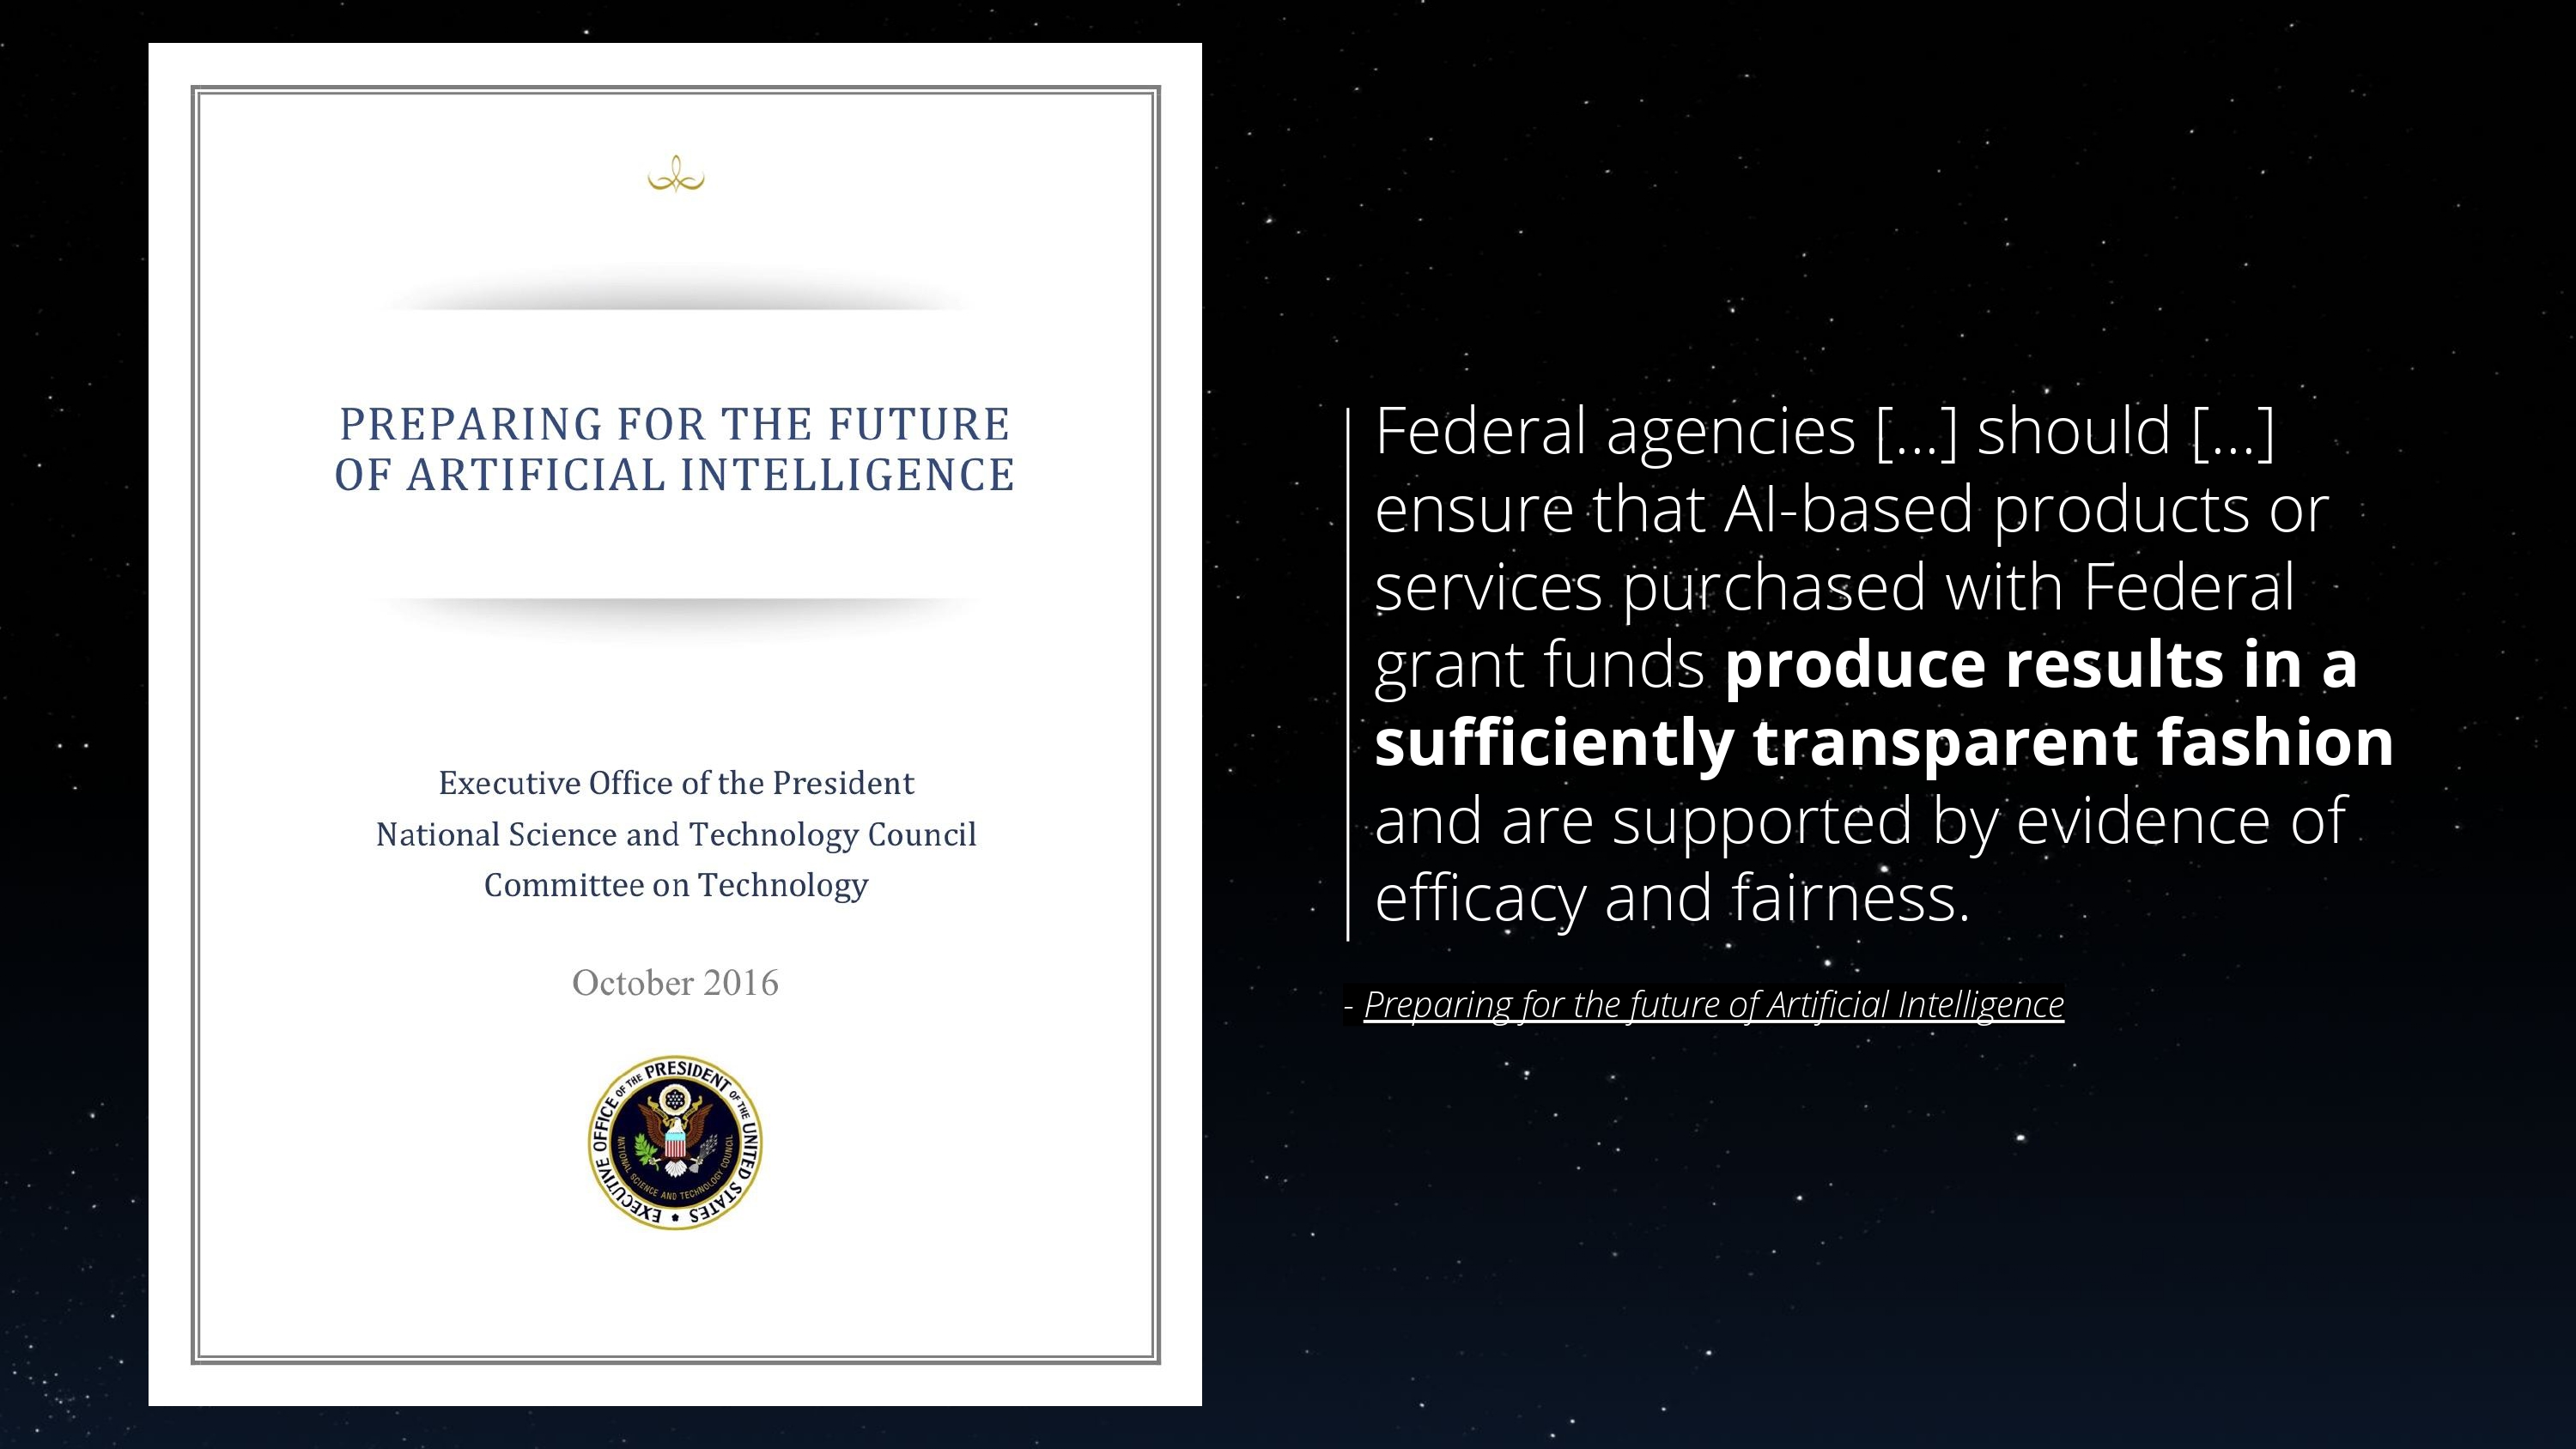 PREPARING FOR THE FUTURE
OF ARTIFICIAL INTELLIGENCE
Executive Office of the President
National Science and Technology Council
Committee on Technology
October 2016
EXECUTIVE OFFICE OF THE PRESIDENT OF THE UNITED STATES
NATIONAL SCIENCE AND TECHNOLOGY COUNCIL
Federal agencies [...] should [...]
ensure that AI-based products or
services purchased with Federal
grant funds produce results in a
sufficiently transparent fashion
and are supported by evidence of
efficacy and fairness.
- Preparing for the future of Artificial Intelligence